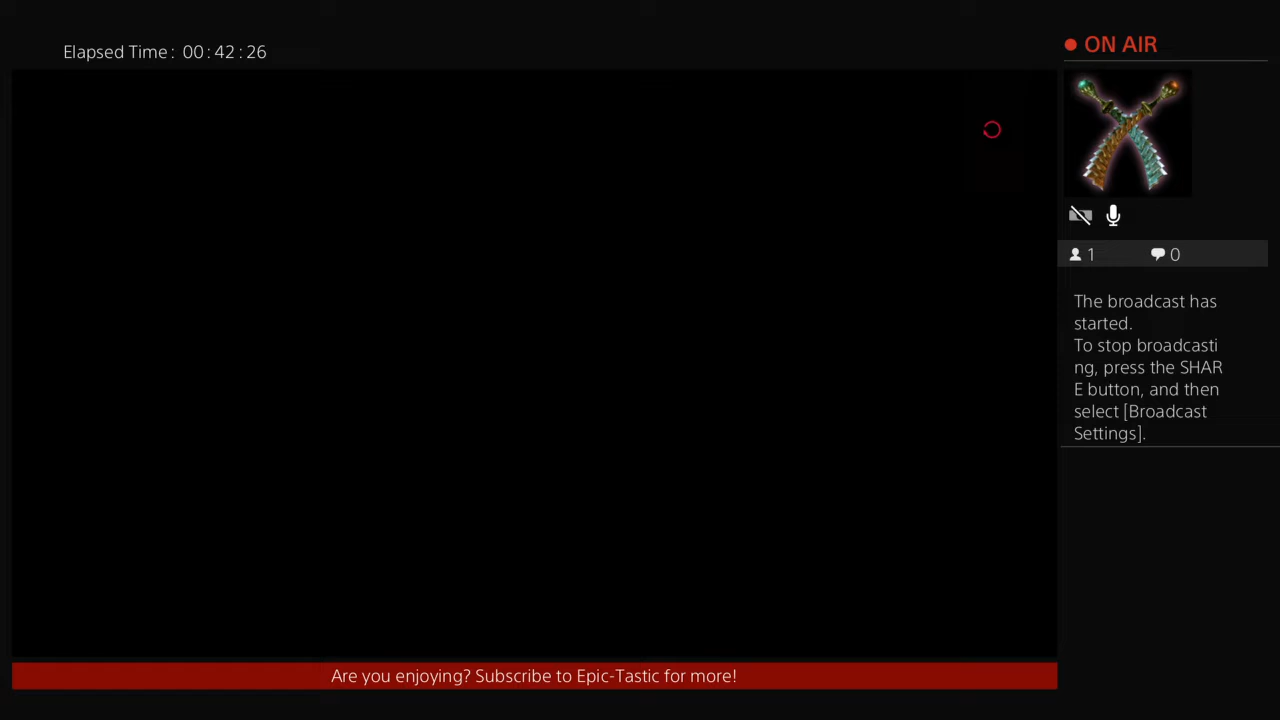 Elapsed Time: 00:42:26
ON AIR
1 0
The broadcast has
started.
To stop broadcasti
ng, press the SHAR
E button, and then
select [Broadcast
Settings].
Are you enjoying? Subscribe to Epic-Tastic for more!